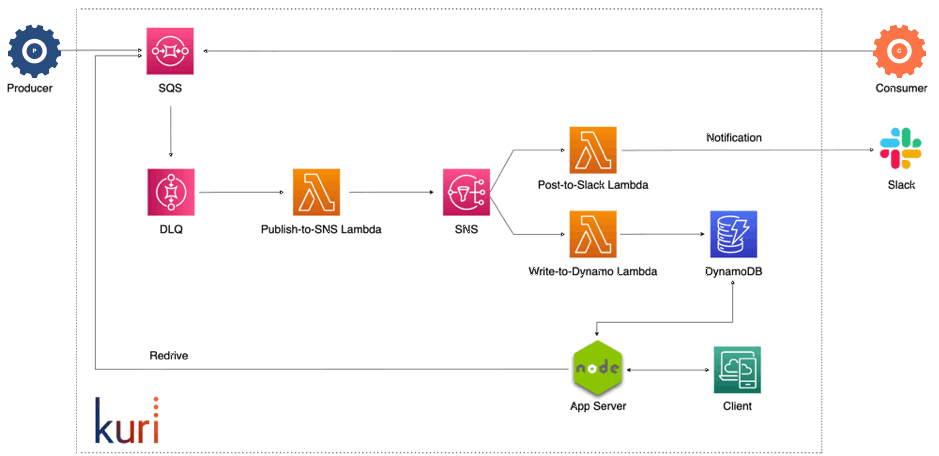 P
C
Producer
SQS
Consumer
Notification
Post-to-Slack Lambda
Slack
DLQ
Publish-to-SNS Lambda
SNS
Write-to-Dynamo Lambda
DynamoDB
Redrive
node
App Server
Client
kuri